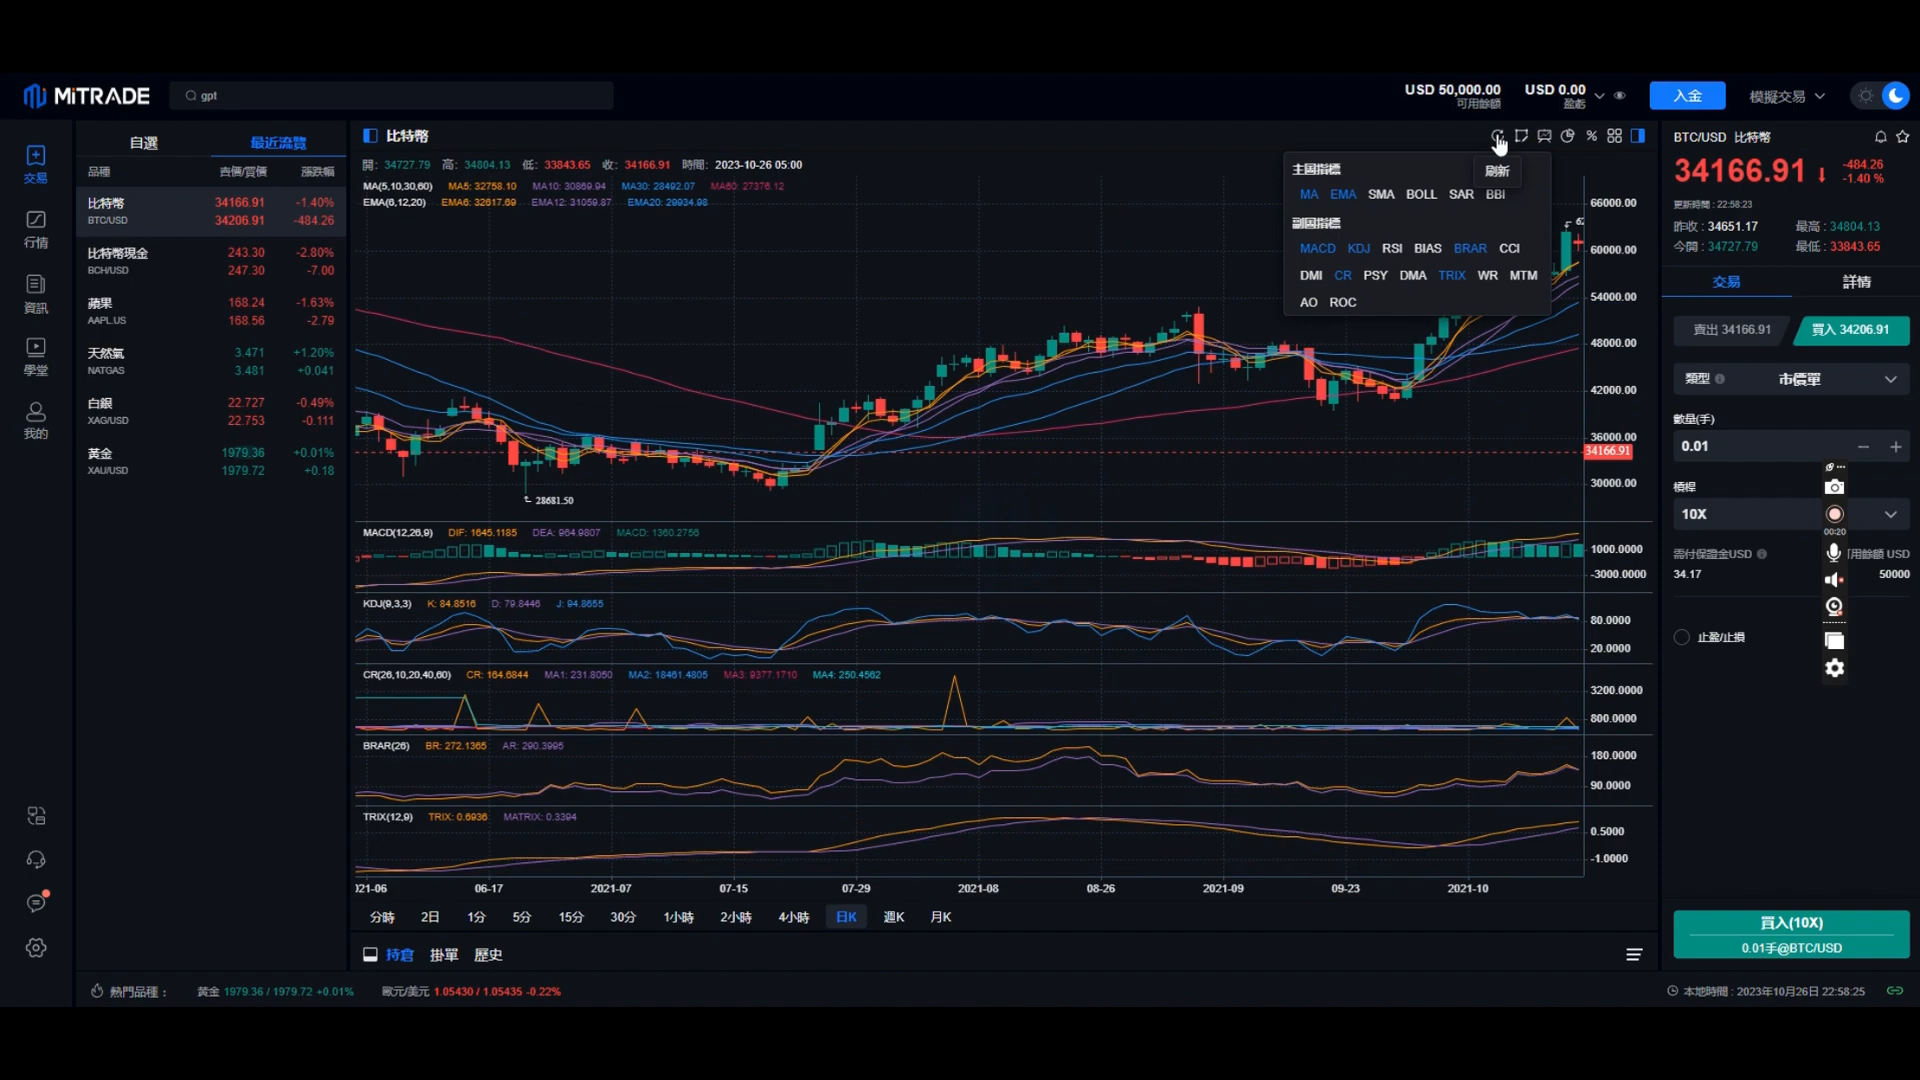 MiTRADE
gpt
USD 50,000.00
可用餘額
USD 0.00
盈虧
入金
模擬交易
交易
行情
資訊
學堂
我的
自選
最近流覽
品種
賣價/買價
漲跌幅
比特幣
34166.91
-1.40%
BTC/USD
34206.91
-484.26
比特幣現金
243.30
-2.80%
BCH/USD
247.30
-7.00
蘋果
168.24
-1.63%
AAPL.US
168.56
-2.79
天然氣
3.471
+1.20%
NATGAS
3.481
+0.041
白銀
22.727
-0.49%
XAG/USD
22.753
-0.111
黃金
1979.36
+0.01%
XAU/USD
1979.72
+0.18
比特幣
開: 34727.79 高: 34804.13 低: 33843.65 收: 34166.91 時間: 2023-10-26 05:00
MA(5,10,30,60) MA5: 32758.10 MA10: 30869.94 MA30: 28492.07 MA60: 27376.12
EMA(6,12,20) EMA6: 32617.69 EMA12: 31059.87 EMA20: 29934.98
主圖指標
刷新
MA EMA SMA BOLL SAR BBI
副圖指標
MACD KDJ RSI BIAS BRAR CCI
DMI CR PSY DMA TRIX WR MTM
AO ROC
66000.00
60000.00
54000.00
48000.00
42000.00
36000.00
34166.91
30000.00
28681.50
MACD(12,26,9) DIF: 1645.1185 DEA: 964.9807 MACD: 1360.2756
1000.0000
-3000.0000
KDJ(9,3,3) K: 84.8516 D: 79.8446 J: 94.8655
80.0000
20.0000
CR(26,10,20,40,60) CR: 164.6844 MA1: 231.8050 MA2: 18461.4805 MA3: 9377.1710 MA4: 250.4562
3200.0000
800.0000
BRAR(26) BR: 272.1365 AR: 290.3995
180.0000
90.0000
TRIX(12,9) TRIX: 0.6936 MATRIX: 0.3394
0.5000
-1.0000
)21-06 06-17 2021-07 07-15 07-29 2021-08 08-26 2021-09 09-23 2021-10
分時 2日 1分 5分 15分 30分 1小時 2小時 4小時 日K 週K 月K
持倉 掛單 歷史
BTC/USD 比特幣
34166.91
-484.26
-1.40 %
更新時間 : 22:58:23
昨收 : 34651.17 最高 : 34804.13
今開 : 34727.79 最低 : 33843.65
交易 詳情
賣出 34166.91
買入 34206.91
類型
市價單
數量(手)
0.01
槓桿
10X
00:20
需付保證金USD
用餘額 USD
34.17
50000
止盈/止損
買入(10X)
0.01手@BTC/USD
熱門品種 :
黃金 1979.36 / 1979.72 +0.01%
歐元/美元 1.05430 / 1.05435 -0.22%
本地時間 : 2023年10月26日 22:58:25